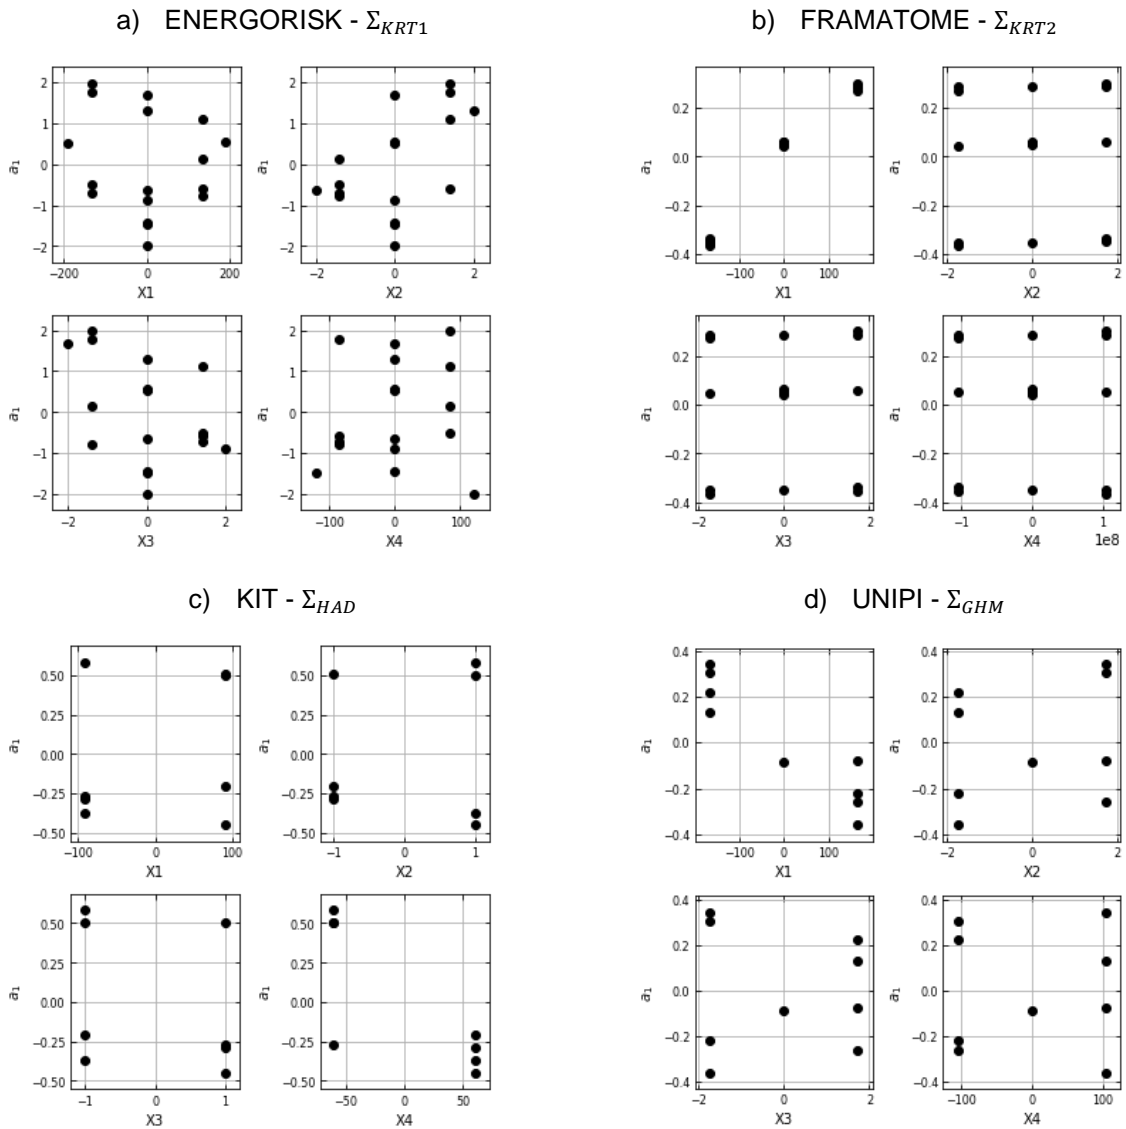 a) ENERGORISK - Σ_KRT1
2
1
0
−1
−2
a₁
−200 0 200
X1
2
1
0
−1
−2
a₁
−2 0 2
X2
2
1
0
−1
−2
a₁
−2 0 2
X3
2
1
0
−1
−2
a₁
−100 0 100
X4
b) FRAMATOME - Σ_KRT2
0.2
0.0
−0.2
−0.4
a₁
−100 0 100
X1
0.2
0.0
−0.2
−0.4
a₁
−2 0 2
X2
0.2
0.0
−0.2
−0.4
a₁
−2 0 2
X3
0.2
0.0
−0.2
−0.4
a₁
−1 0 1
X4 1e8
c) KIT - Σ_HAD
0.50
0.25
0.00
−0.25
−0.50
a₁
−100 0 100
X1
0.50
0.25
0.00
−0.25
−0.50
a₁
−1 0 1
X2
0.50
0.25
0.00
−0.25
−0.50
a₁
−1 0 1
X3
0.50
0.25
0.00
−0.25
−0.50
a₁
−50 0 50
X4
d) UNIPI - Σ_GHM
0.4
0.2
0.0
−0.2
−0.4
a₁
−100 0 100
X1
0.4
0.2
0.0
−0.2
−0.4
a₁
−2 0 2
X2
0.4
0.2
0.0
−0.2
−0.4
a₁
−2 0 2
X3
0.4
0.2
0.0
−0.2
−0.4
a₁
−100 0 100
X4